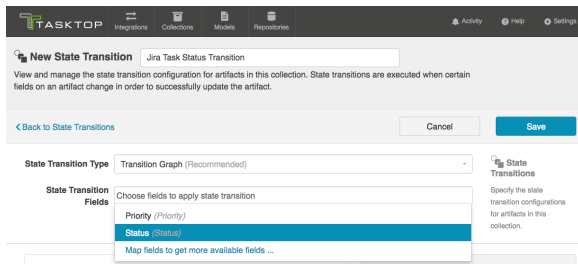 TASKTOP
Integrations
Collections
Models
Repositories
Activity
Help
Settings
New State Transition
Jira Task Status Transition
View and manage the state transition configuration for artifacts in this collection. State transitions are executed when certain
fields on an artifact change in order to successfully update the artifact.
Back to State Transitions
Cancel
Save
State Transition Type
Transition Graph (Recommended)
State Transition
Fields
Choose fields to apply state transition
Priority (Priority)
Status (Status)
Map fields to get more available fields ...
State
Transitions
Specify the state
transition configurations
for artifacts in this
collection.